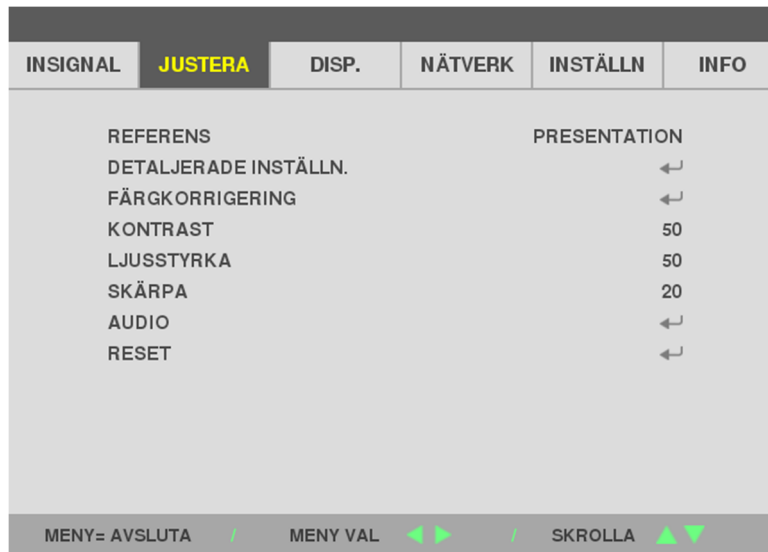 INSIGNAL JUSTERA DISP. NÄTVERK INSTÄLLN INFO
REFERENS PRESENTATION
DETALJERADE INSTÄLLN.
FÄRGKORRIGERING
KONTRAST 50
LJUSSTYRKA 50
SKÄRPA 20
AUDIO
RESET
MENY= AVSLUTA / MENY VAL / SKROLLA